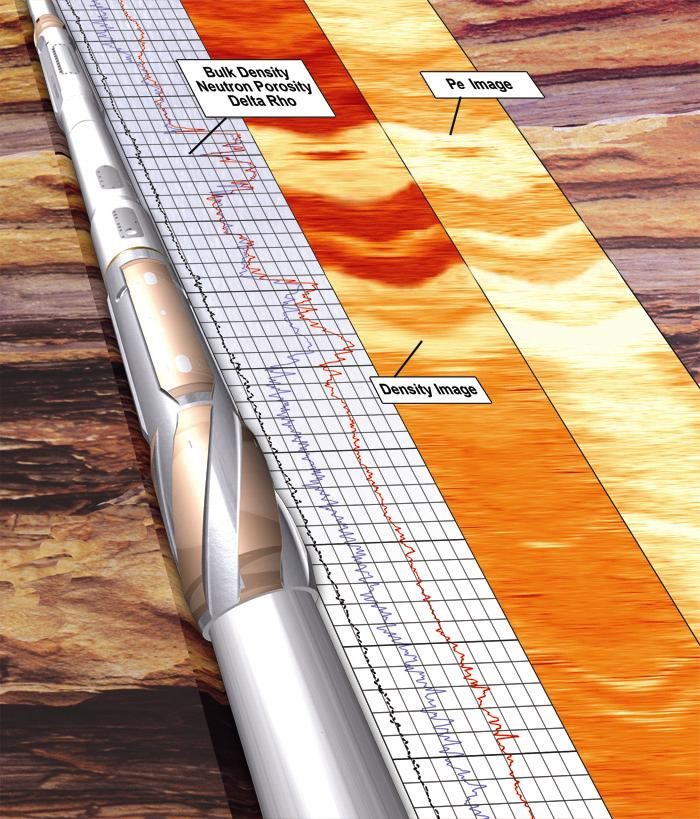 Bulk Density
Neutron Porosity
Delta Rho
Pe Image
Density Image